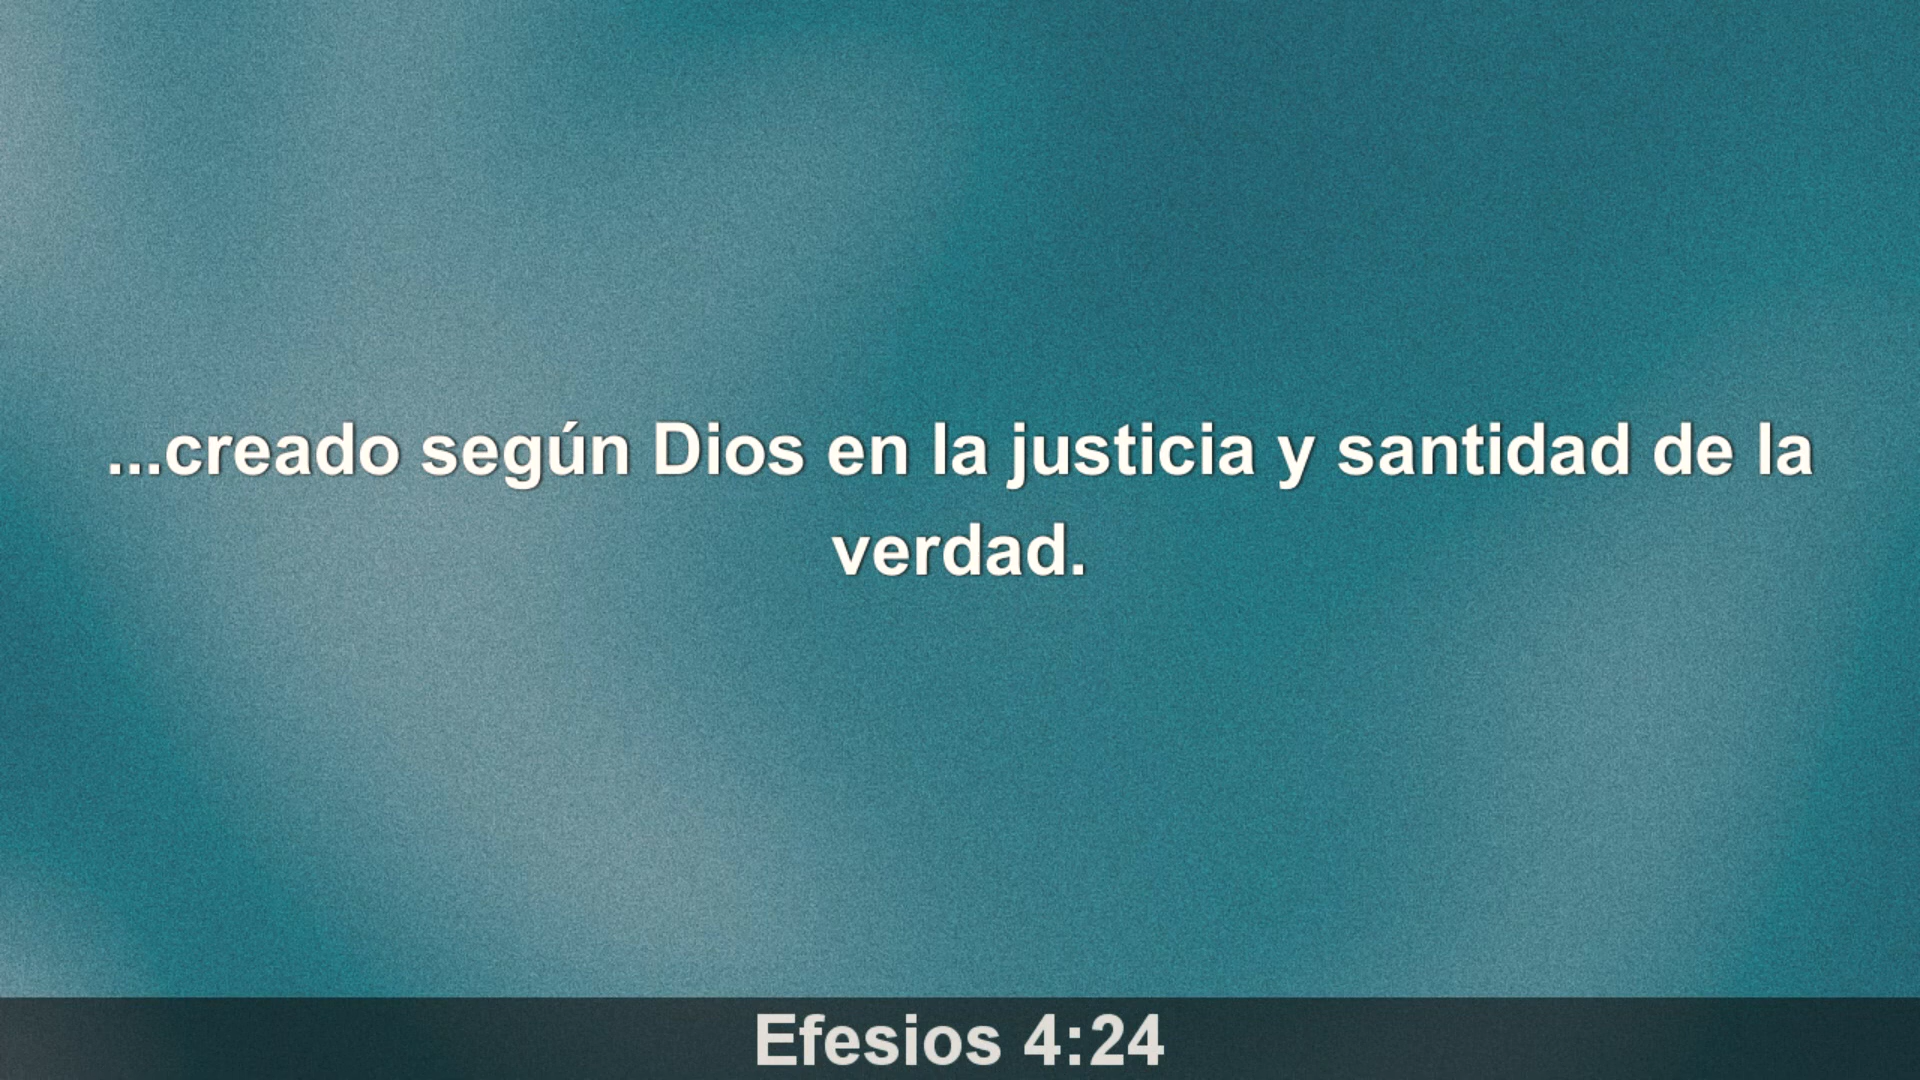 ...creado según Dios en la justicia y santidad de la
verdad.
Efesios 4:24